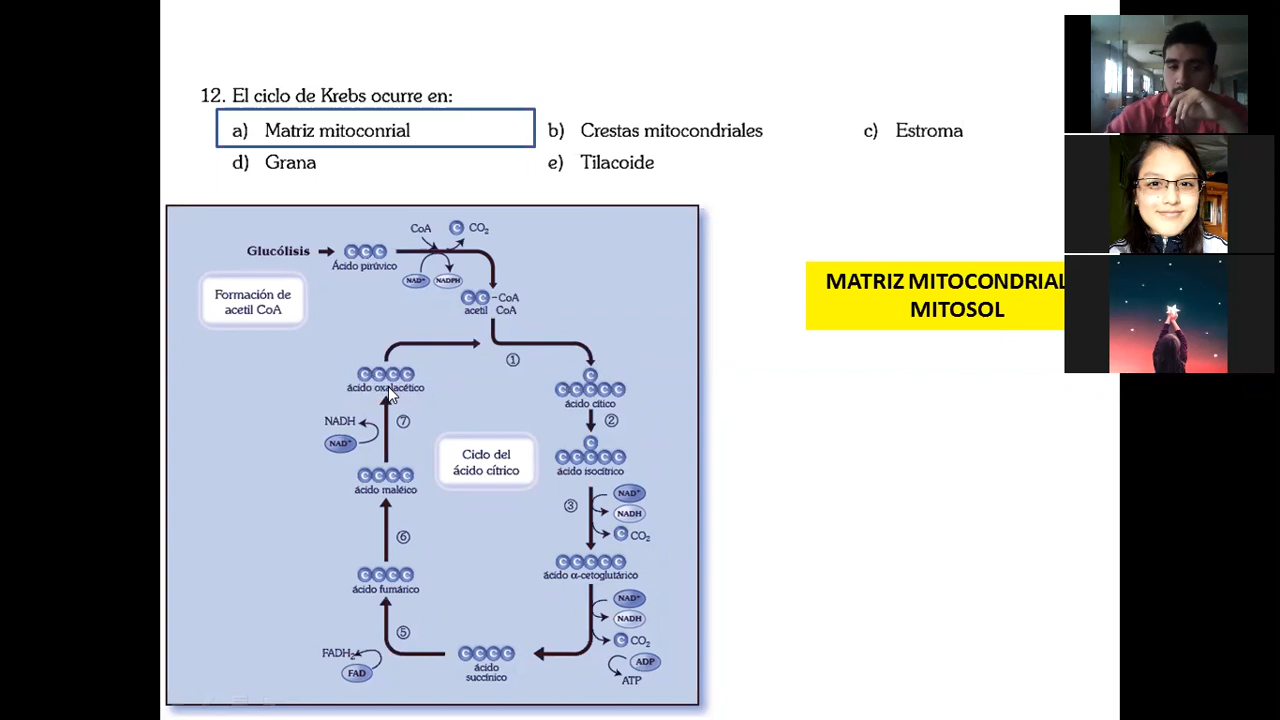 12. El ciclo de Krebs ocurre en:
a) Matriz mitoconrial
b) Crestas mitocondriales
c) Estroma
d) Grana
e) Tilacoide
CoA
C CO₂
Glucólisis
C C C
Ácido pirúvico
NAD⁺
NADPH
Formación de
acetil CoA
C C -CoA
acetil CoA
MATRIZ MITOCONDRIAL
MITOSOL
①
C C C C
ácido oxalacético
C
C C C C C
ácido cítico
②
NADH
NAD⁺
⑦
Ciclo del
ácido cítrico
C
C C C C C
ácido isocítrico
C C C C
ácido maléico
③
NAD⁺
NADH
C CO₂
⑥
C C C C C
ácido α-cetoglutárico
C C C C
ácido fumárico
NAD⁺
NADH
C CO₂
⑤
FADH₂
FAD
C C C C
ácido
succínico
ADP
ATP